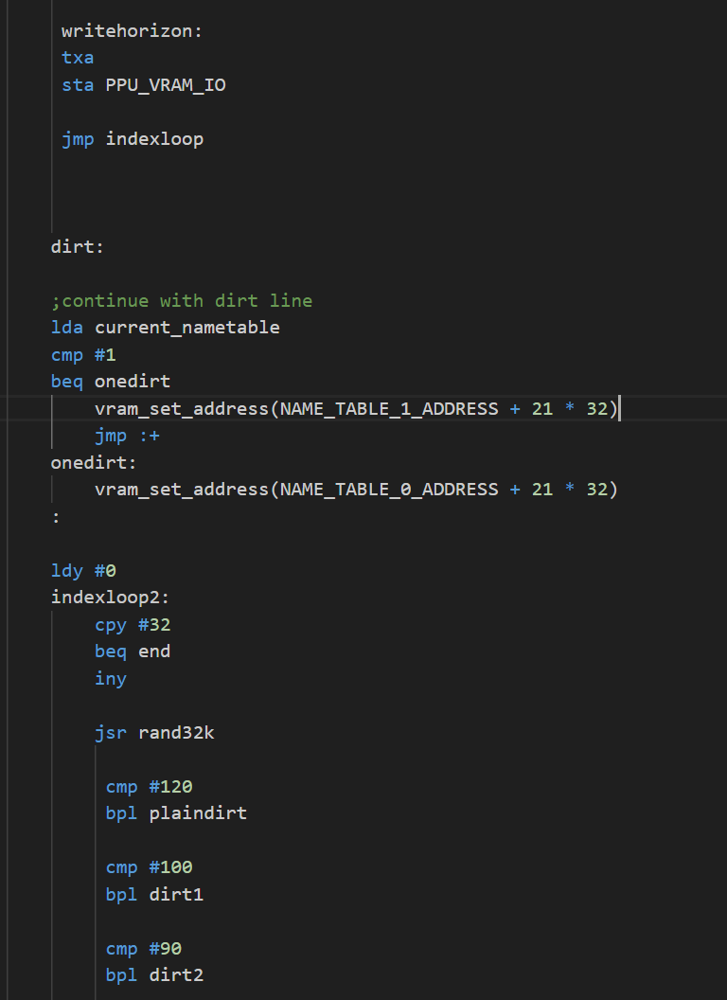 writehorizon:
txa
sta PPU_VRAM_IO
jmp indexloop
dirt:
;continue with dirt line
lda current_nametable
cmp #1
beq onedirt
vram_set_address(NAME_TABLE_1_ADDRESS + 21 * 32)
jmp :+
onedirt:
vram_set_address(NAME_TABLE_0_ADDRESS + 21 * 32)
:
ldy #0
indexloop2:
cpy #32
beq end
iny
jsr rand32k
cmp #120
bpl plaindirt
cmp #100
bpl dirt1
cmp #90
bpl dirt2